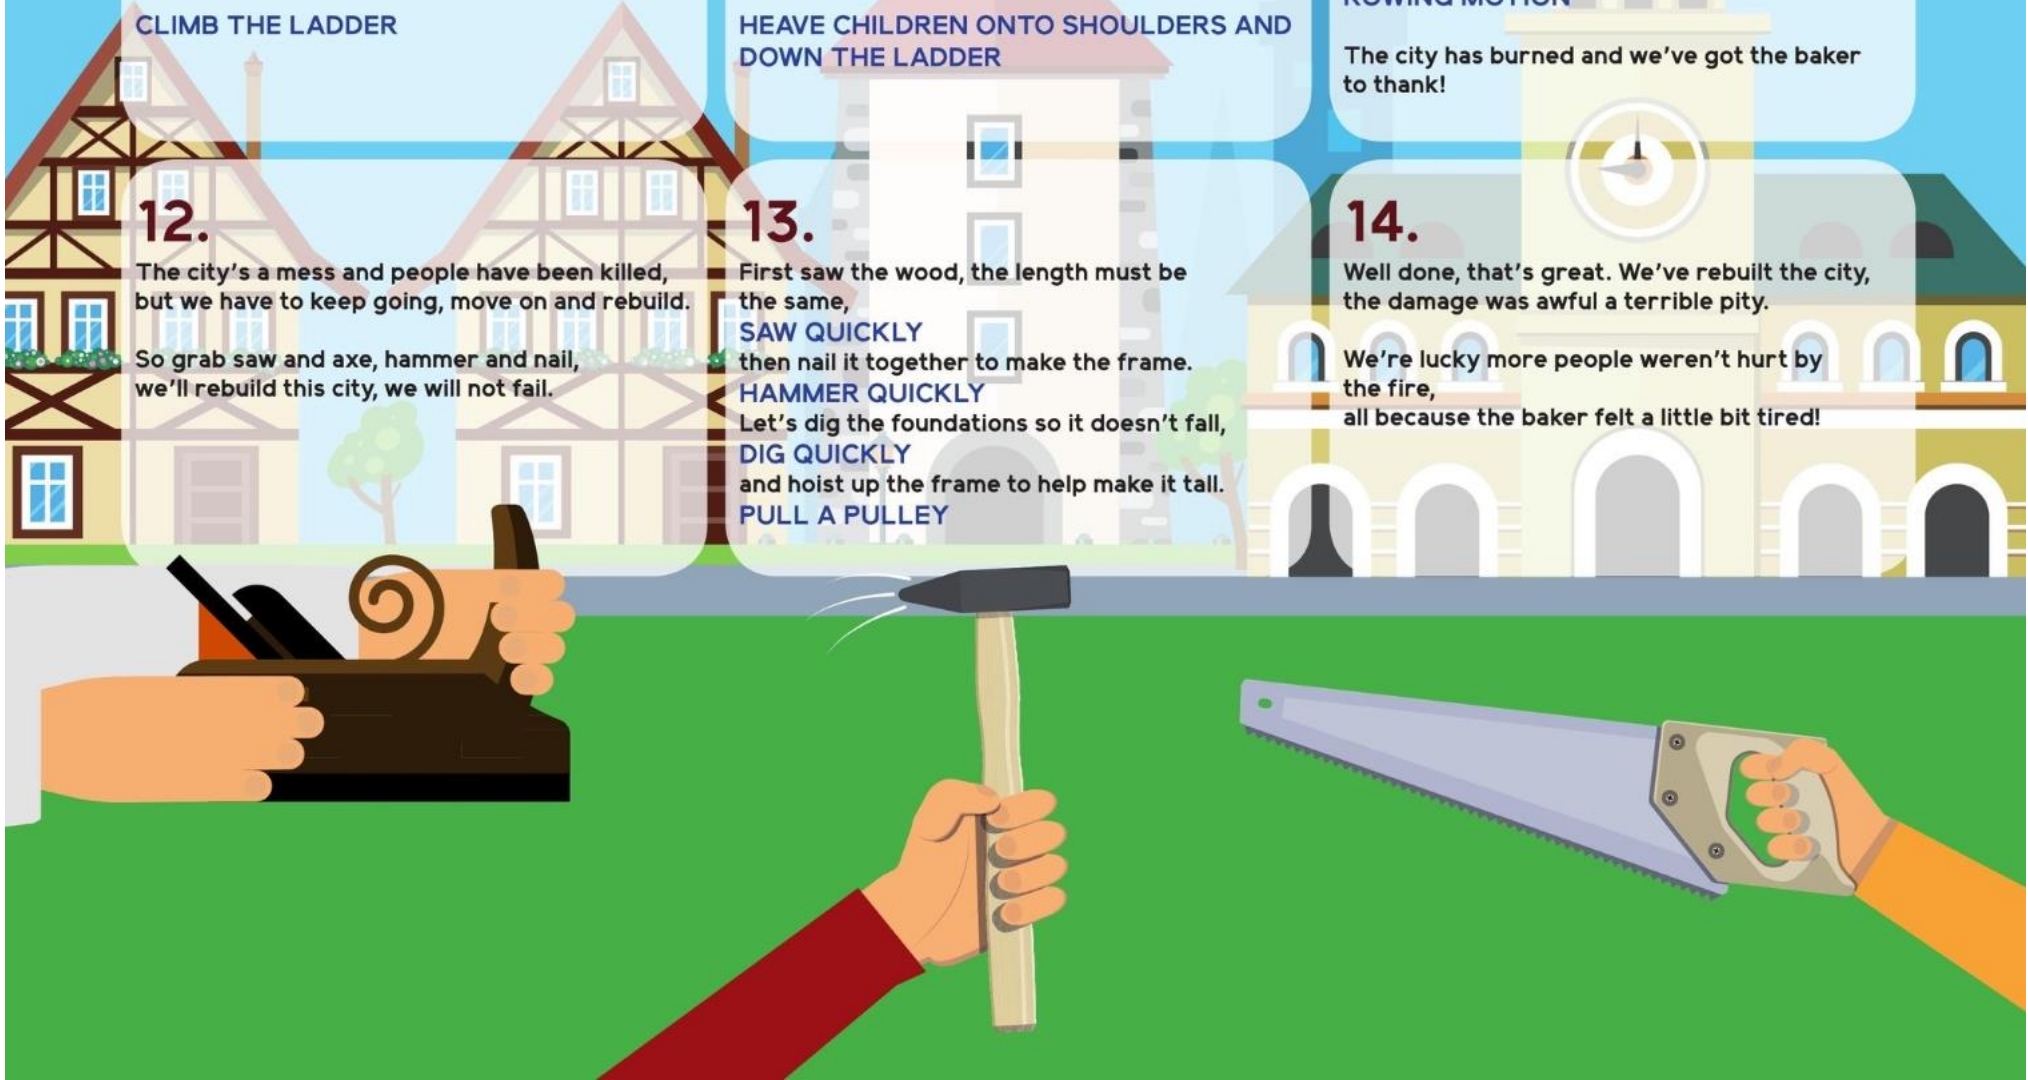 CLIMB THE LADDER
HEAVE CHILDREN ONTO SHOULDERS AND
DOWN THE LADDER
ROWING MOTION
The city has burned and we've got the baker
to thank!
12.
The city's a mess and people have been killed,
but we have to keep going, move on and rebuild.
So grab saw and axe, hammer and nail,
we'll rebuild this city, we will not fail.
13.
First saw the wood, the length must be
the same,
SAW QUICKLY
then nail it together to make the frame.
HAMMER QUICKLY
Let's dig the foundations so it doesn't fall,
DIG QUICKLY
and hoist up the frame to help make it tall.
PULL A PULLEY
14.
Well done, that's great. We've rebuilt the city,
the damage was awful a terrible pity.
We're lucky more people weren't hurt by
the fire,
all because the baker felt a little bit tired!